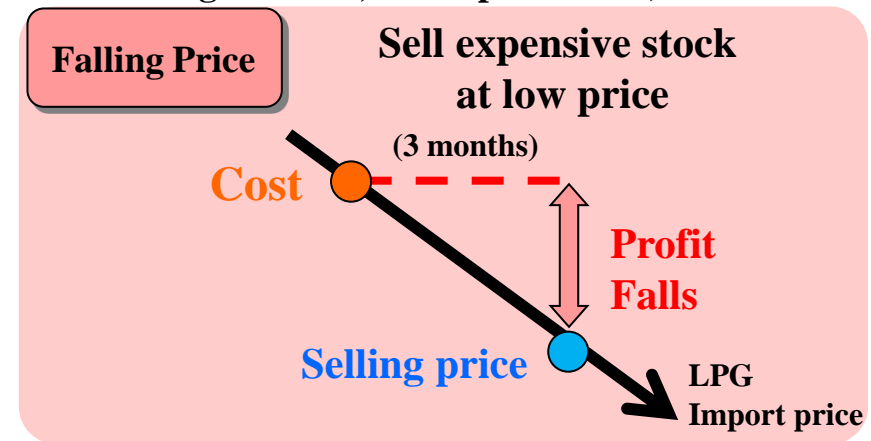 Falling Price
Sell expensive stock
at low price
(3 months)
Cost
Profit
Falls
Selling price
LPG
Import price